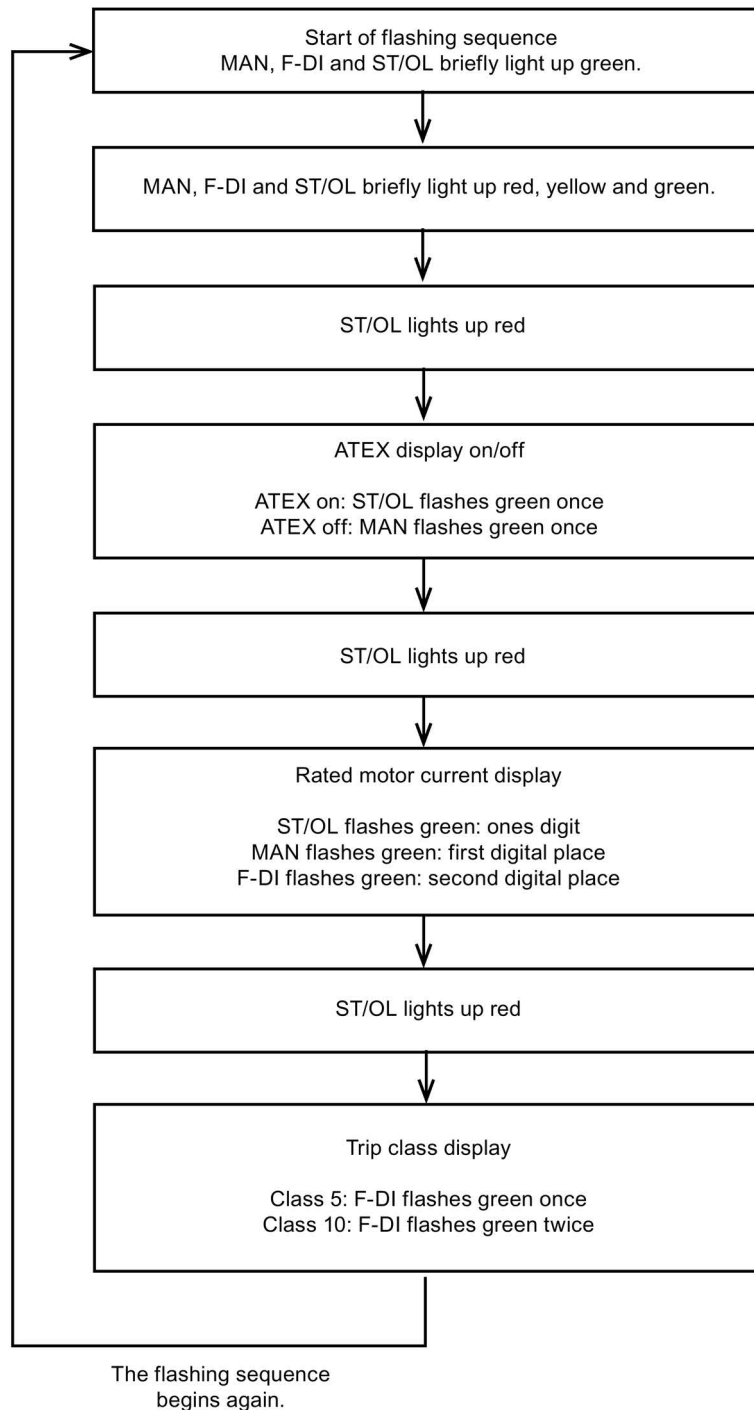 Start of flashing sequence
MAN, F-DI and ST/OL briefly light up green.
MAN, F-DI and ST/OL briefly light up red, yellow and green.
ST/OL lights up red
ATEX display on/off
ATEX on: ST/OL flashes green once
ATEX off: MAN flashes green once
ST/OL lights up red
Rated motor current display
ST/OL flashes green: ones digit
MAN flashes green: first digital place
F-DI flashes green: second digital place
ST/OL lights up red
Trip class display
Class 5: F-DI flashes green once
Class 10: F-DI flashes green twice
The flashing sequence
begins again.